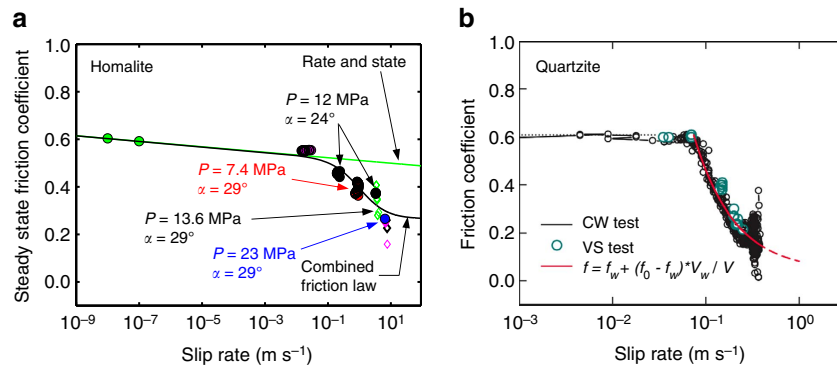 a
Steady state friction coefficient
1.0
0.8
0.6
0.4
0.2
0.0
Homalite
Rate and state
P = 12 MPa
α = 24°
P = 7.4 MPa
α = 29°
P = 13.6 MPa
α = 29°
P = 23 MPa
α = 29°
Combined
friction law
10⁻⁹ 10⁻⁷ 10⁻⁵ 10⁻³ 10⁻¹ 10¹
Slip rate (m s⁻¹)
b
Friction coefficient
1.0
0.8
0.6
0.4
0.2
0.0
Quartzite
CW test
VS test
f = f_w + (f_0 - f_w)*V_w / V
10⁻³ 10⁻² 10⁻¹ 10⁰
Slip rate (m s⁻¹)